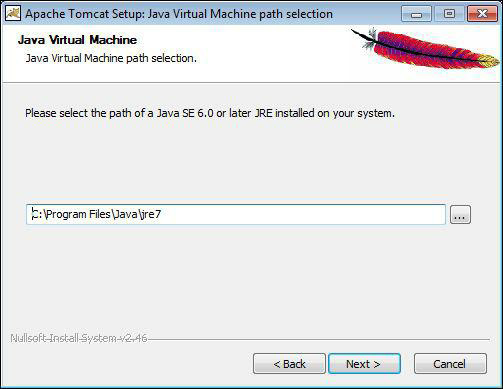 Apache Tomcat Setup: Java Virtual Machine path selection
Java Virtual Machine
Java Virtual Machine path selection.
Please select the path of a Java SE 6.0 or later JRE installed on your system.
C:\Program Files\Java\jre7
...
Nullsoft Install System v2.46
< Back
Next >
Cancel